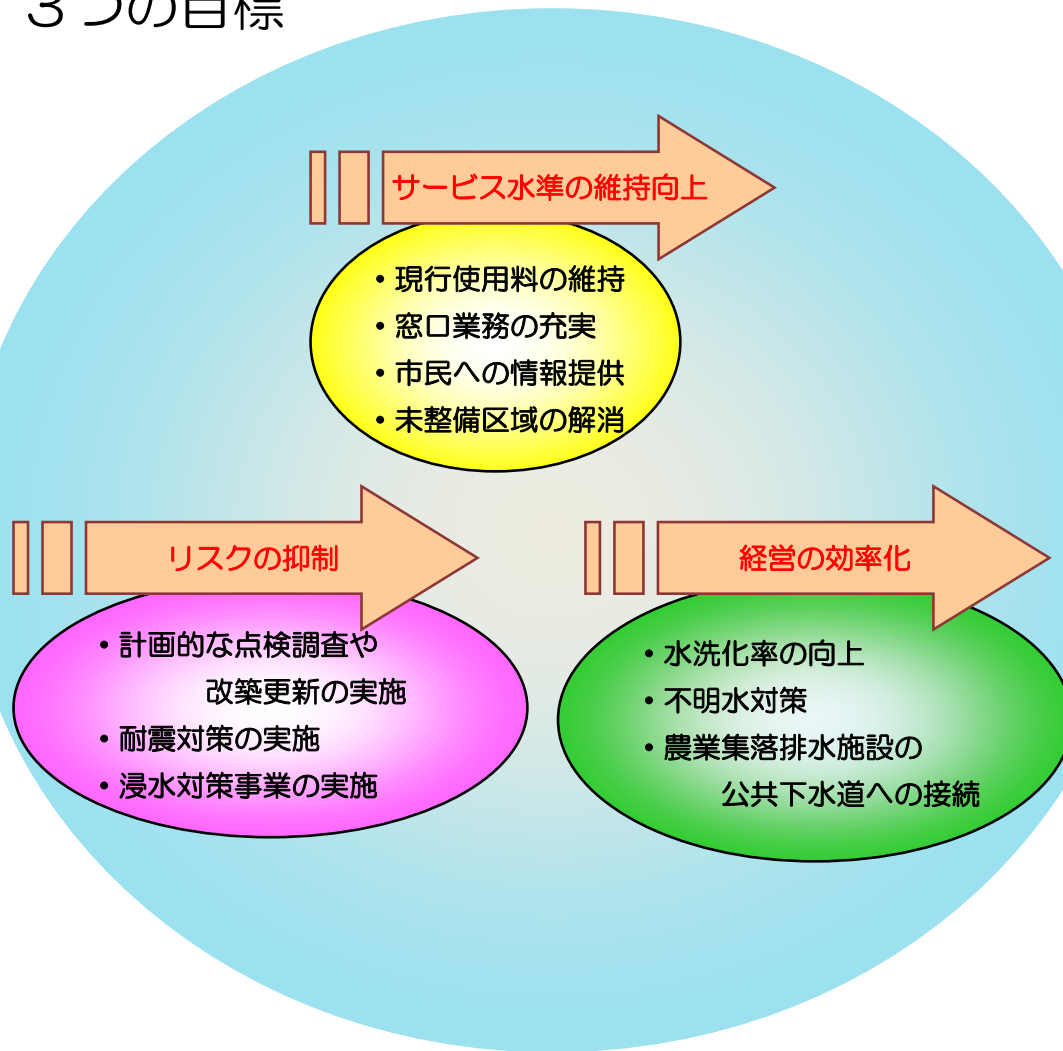 ３つの目標
サービス水準の維持向上
・現行使用料の維持
・窓口業務の充実
・市民への情報提供
・未整備区域の解消
リスクの抑制
・計画的な点検調査や
改築更新の実施
・耐震対策の実施
・浸水対策事業の実施
経営の効率化
・水洗化率の向上
・不明水対策
・農業集落排水施設の
公共下水道への接続